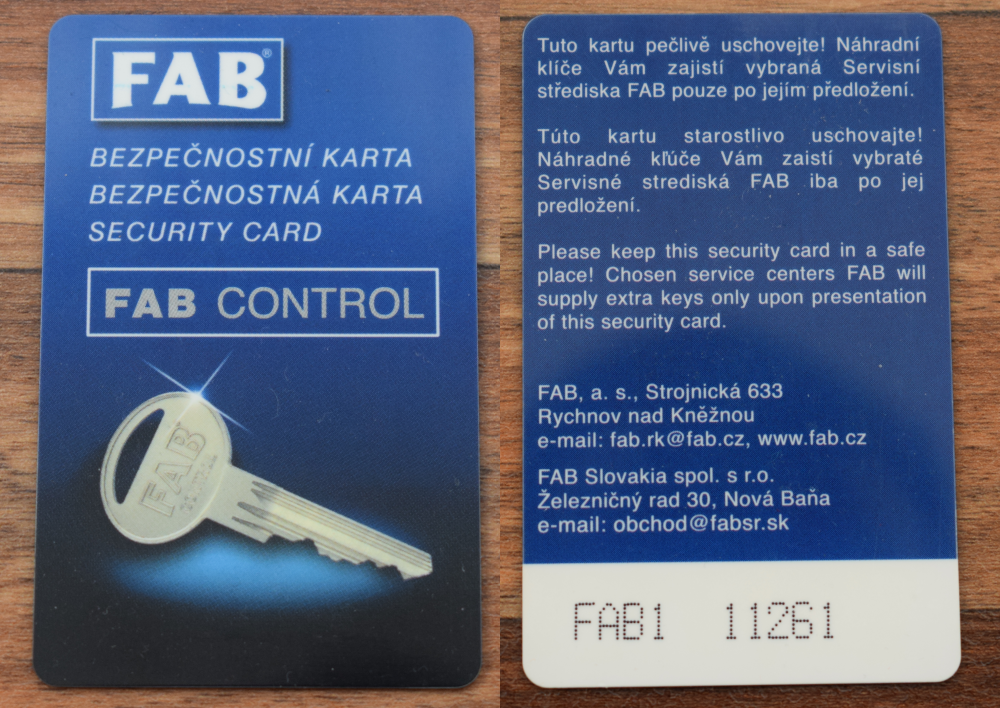 FAB®
BEZPEČNOSTNÍ KARTA
BEZPEČNOSTNÁ KARTA
SECURITY CARD
FAB CONTROL
FAB®
Tuto kartu pečlivě uschovejte! Náhradní
klíče Vám zajistí vybraná Servisní
střediska FAB pouze po jejím předložení.
Túto kartu starostlivo uschovajte!
Náhradné kľúče Vám zaistí vybraté
Servisné strediská FAB iba po jej
predložení.
Please keep this security card in a safe
place! Chosen service centers FAB will
supply extra keys only upon presentation
of this security card.
FAB, a. s., Strojnická 633
Rychnov nad Kněžnou
e-mail: fab.rk@fab.cz, www.fab.cz
FAB Slovakia spol. s r.o.
Železničný rad 30, Nová Baňa
e-mail: obchod@fabsr.sk
FAB1 11261